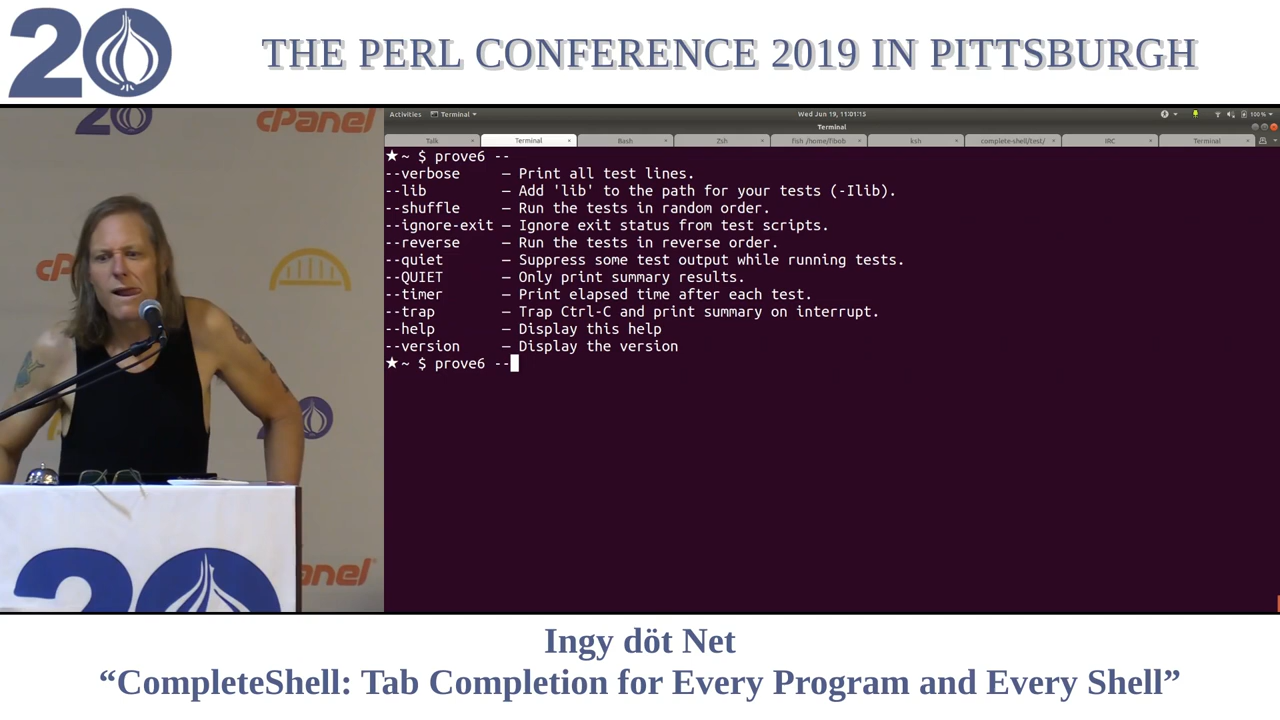 20
THE PERL CONFERENCE 2019 IN PITTSBURGH
20
cPanel
Activities Terminal Wed Jun 19, 11:01:15 100 %
Terminal
Talk Terminal Bash Zsh fish /home/fibob ksh complete-shell/test/ IRC Terminal
★~ $ prove6 --
--verbose – Print all test lines.
--lib – Add 'lib' to the path for your tests (-Ilib).
--shuffle – Run the tests in random order.
--ignore-exit – Ignore exit status from test scripts.
--reverse – Run the tests in reverse order.
--quiet – Suppress some test output while running tests.
--QUIET – Only print summary results.
--timer – Print elapsed time after each test.
--trap – Trap Ctrl-C and print summary on interrupt.
--help – Display this help
--version – Display the version
★~ $ prove6 --
cP
anel
20
Ingy döt Net
“CompleteShell: Tab Completion for Every Program and Every Shell”